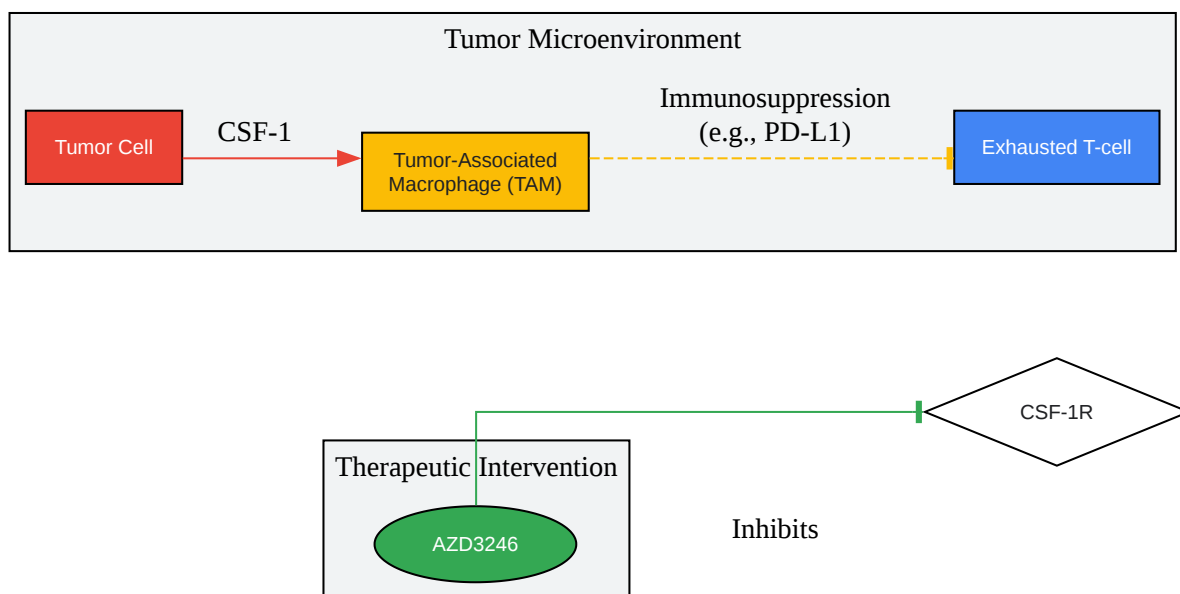 Tumor Microenvironment
Tumor Cell
CSF-1
Tumor-Associated
Macrophage (TAM)
Immunosuppression
(e.g., PD-L1)
Exhausted T-cell
CSF-1R
Therapeutic Intervention
AZD3246
Inhibits